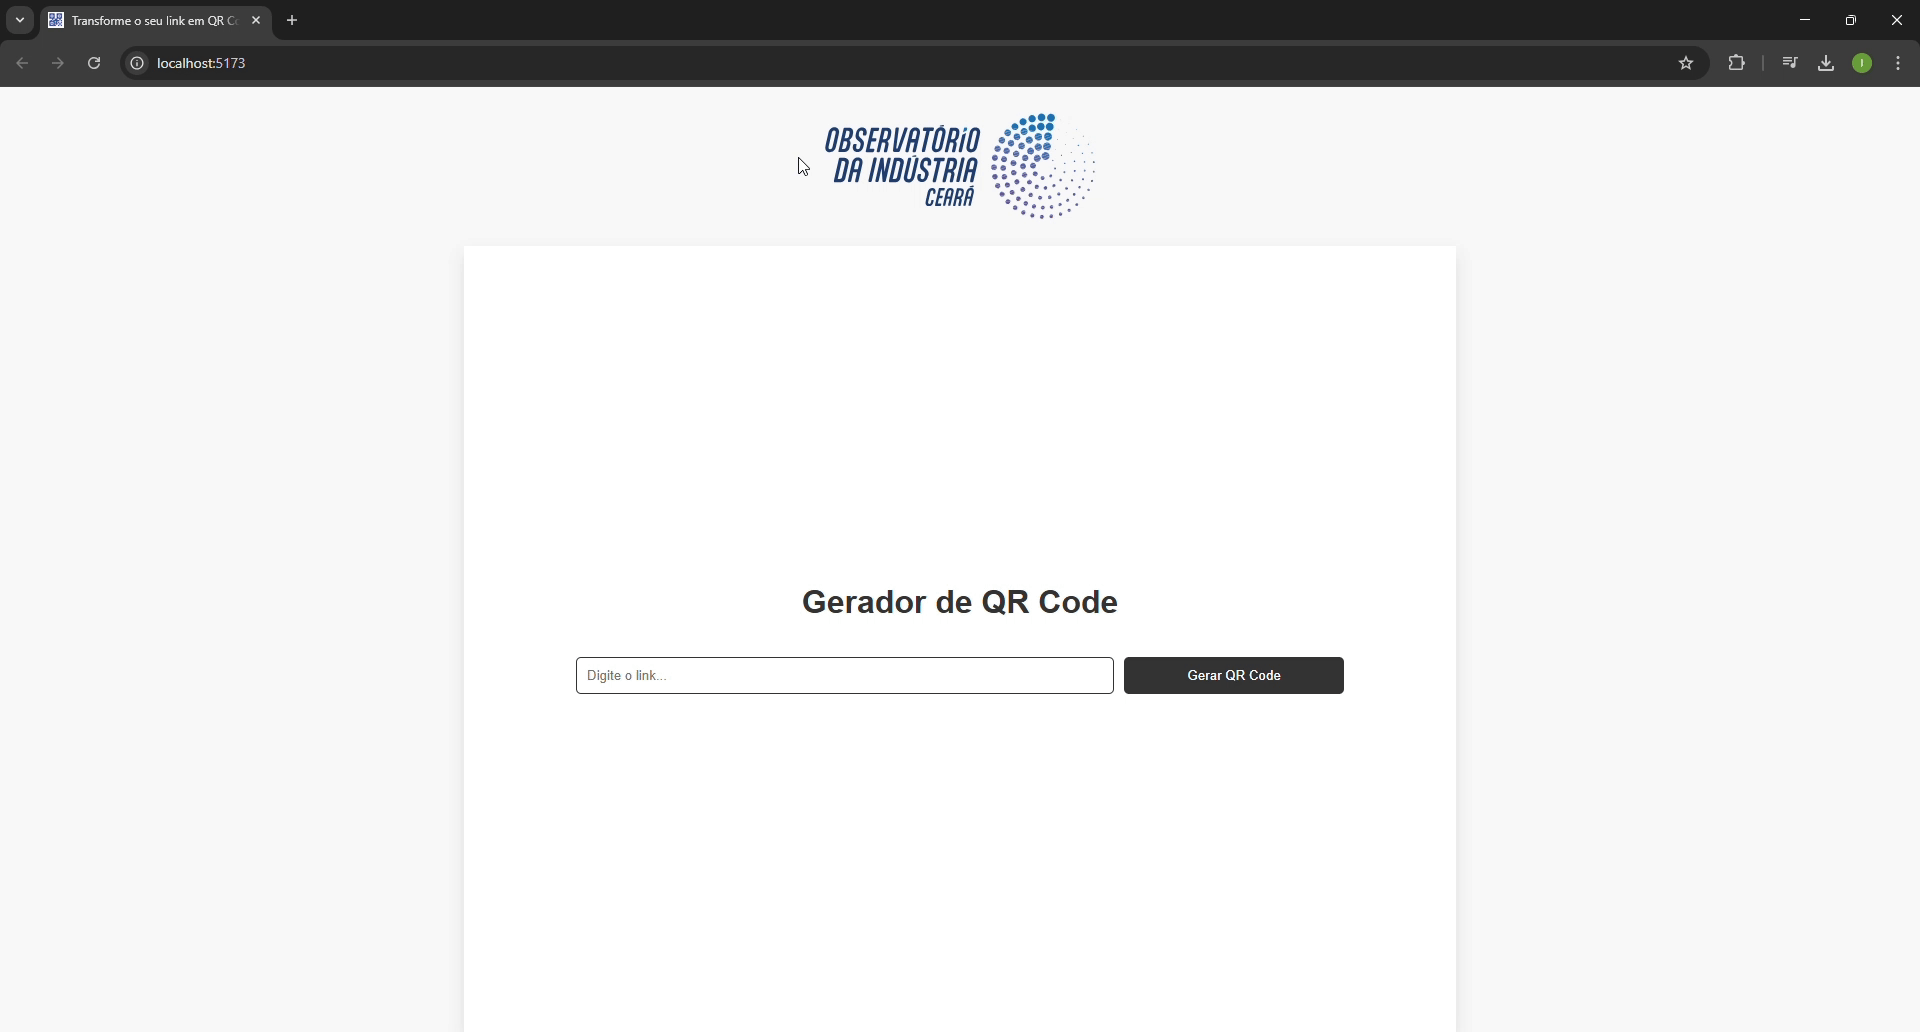 Transforme o seu link em QR Co
localhost:5173
I
OBSERVATÓRIO
DA INDÚSTRIA
CEARÁ
Gerador de QR Code
Digite o link...
Gerar QR Code